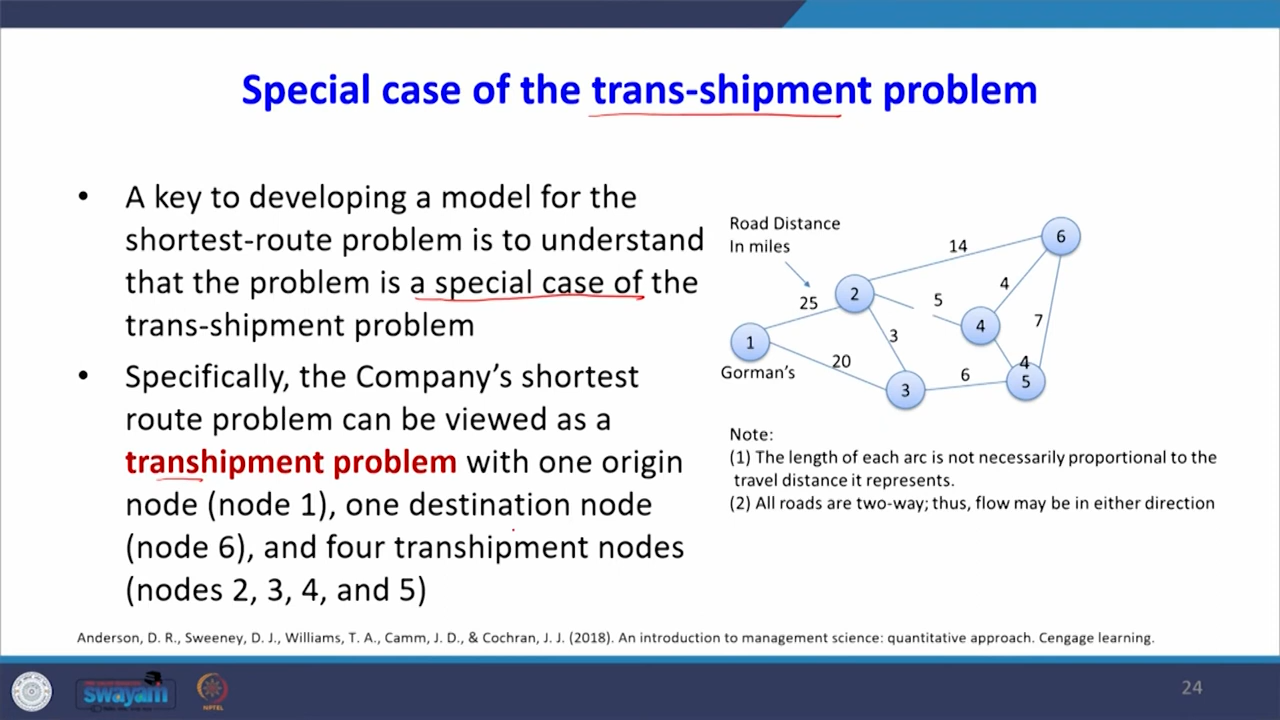 Special case of the trans-shipment problem
• A key to developing a model for the
shortest-route problem is to understand
that the problem is a special case of the
trans-shipment problem
• Specifically, the Company's shortest
route problem can be viewed as a
transhipment problem with one origin
node (node 1), one destination node
(node 6), and four transhipment nodes
(nodes 2, 3, 4, and 5)
Road Distance
In miles
6
14
2
4
5
25
4
7
1
3
20
4
Gorman's
6
5
3
Note:
(1) The length of each arc is not necessarily proportional to the
travel distance it represents.
(2) All roads are two-way; thus, flow may be in either direction
Anderson, D. R., Sweeney, D. J., Williams, T. A., Camm, J. D., & Cochran, J. J. (2018). An introduction to management science: quantitative approach. Cengage learning.
swayam
NPTEL
24